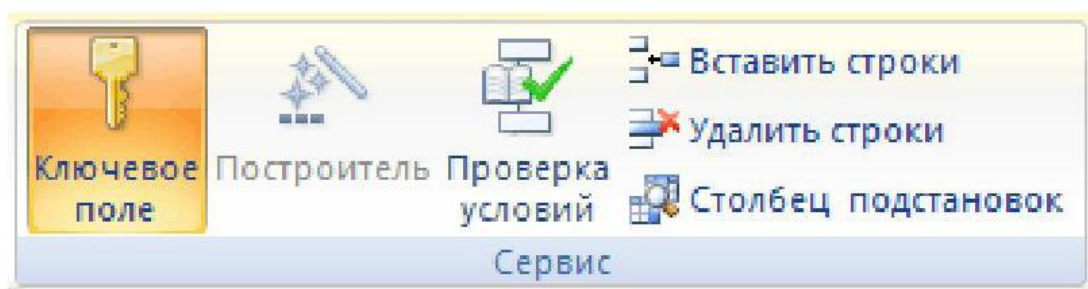 Ключевое
поле
Построитель
Проверка
условий
Вставить строки
Удалить строки
Столбец подстановок
Сервис